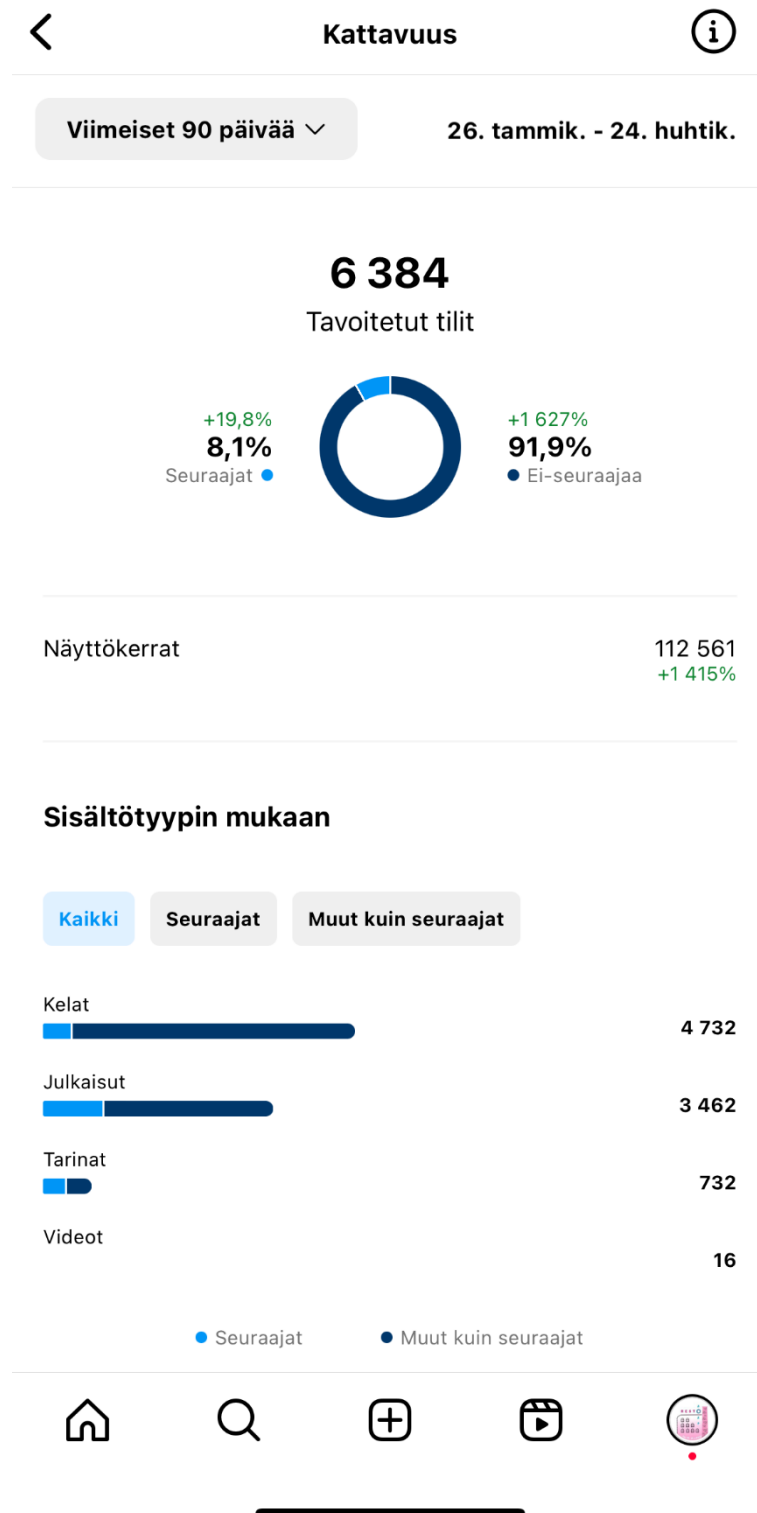 Kattavuus
Viimeiset 90 päivää
26. tammik. - 24. huhtik.
6 384
Tavoitetut tilit
+19,8%
8,1%
Seuraajat
+1 627%
91,9%
Ei-seuraajaa
Näyttökerrat
112 561
+1 415%
Sisältötyypin mukaan
Kaikki
Seuraajat
Muut kuin seuraajat
Kelat
4 732
Julkaisut
3 462
Tarinat
732
Videot
16
Seuraajat
Muut kuin seuraajat